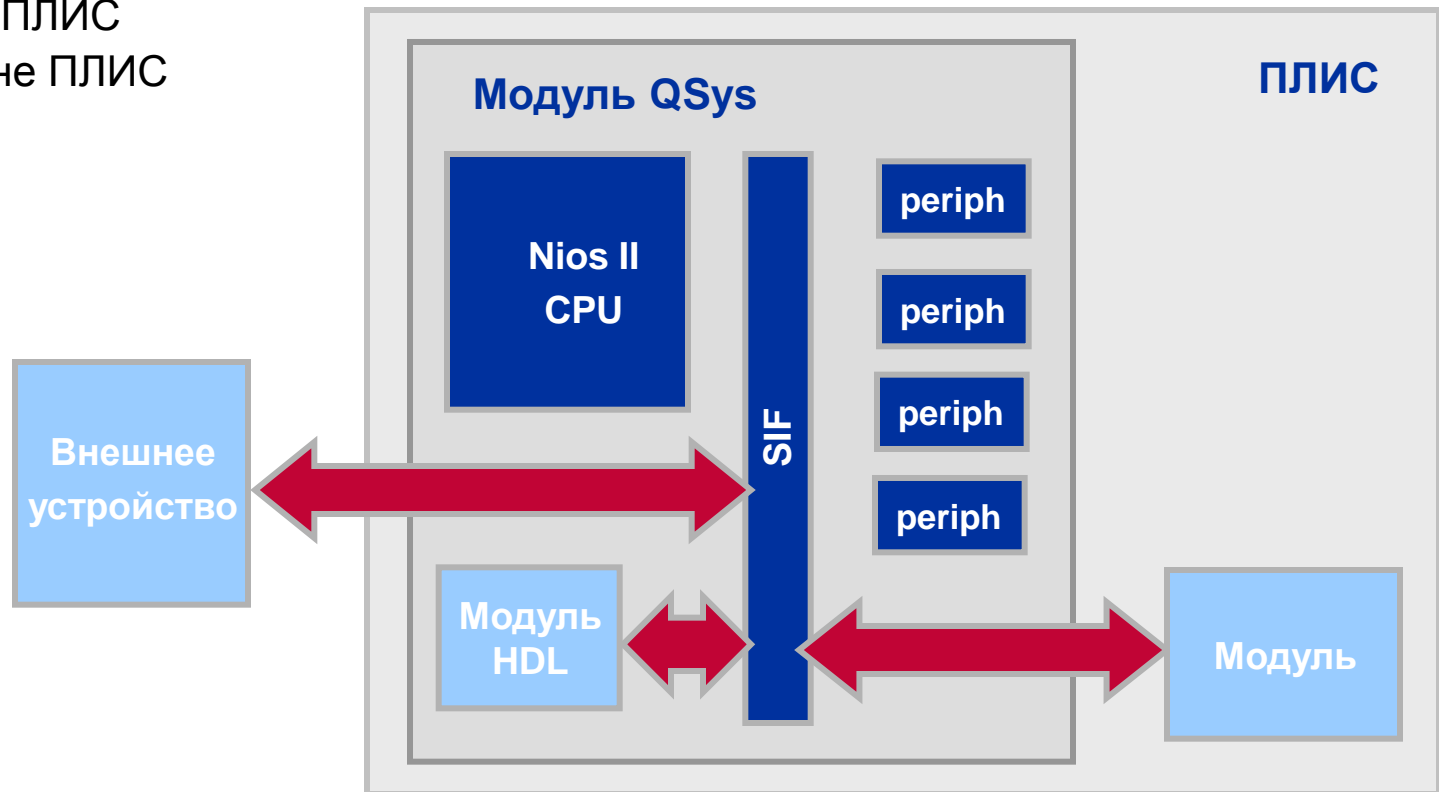 ПЛИС
не ПЛИС
Модуль QSys
ПЛИС
Nios II
CPU
SIF
periph
periph
periph
periph
Внешнее
устройство
Модуль
HDL
Модуль